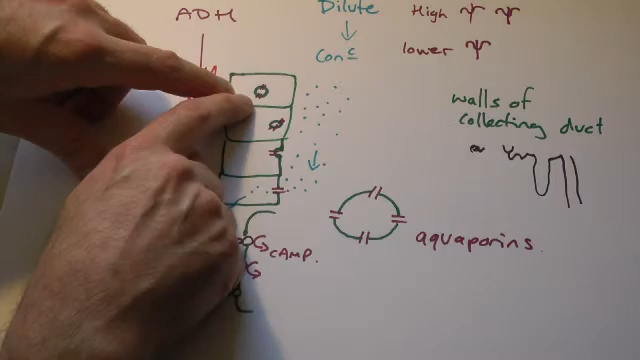 ADH
Dilute
Conc
High Ψ Ψ
lower Ψ
walls of
collecting duct
aquaporins.
cAMP.